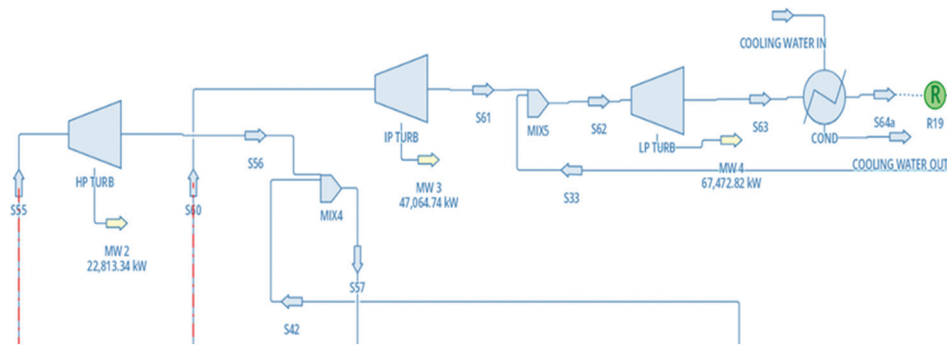 COOLING WATER IN
S61
IP TURB
MIX5
S62
LP TURB
S63
COND
S64a
R
R19
COOLING WATER OUT
HP TURB
S56
MW 3
47,064.74 kW
S33
MW 4
67,472.82 kW
S55
S60
MIX4
MW 2
22,813.34 kW
S57
S42